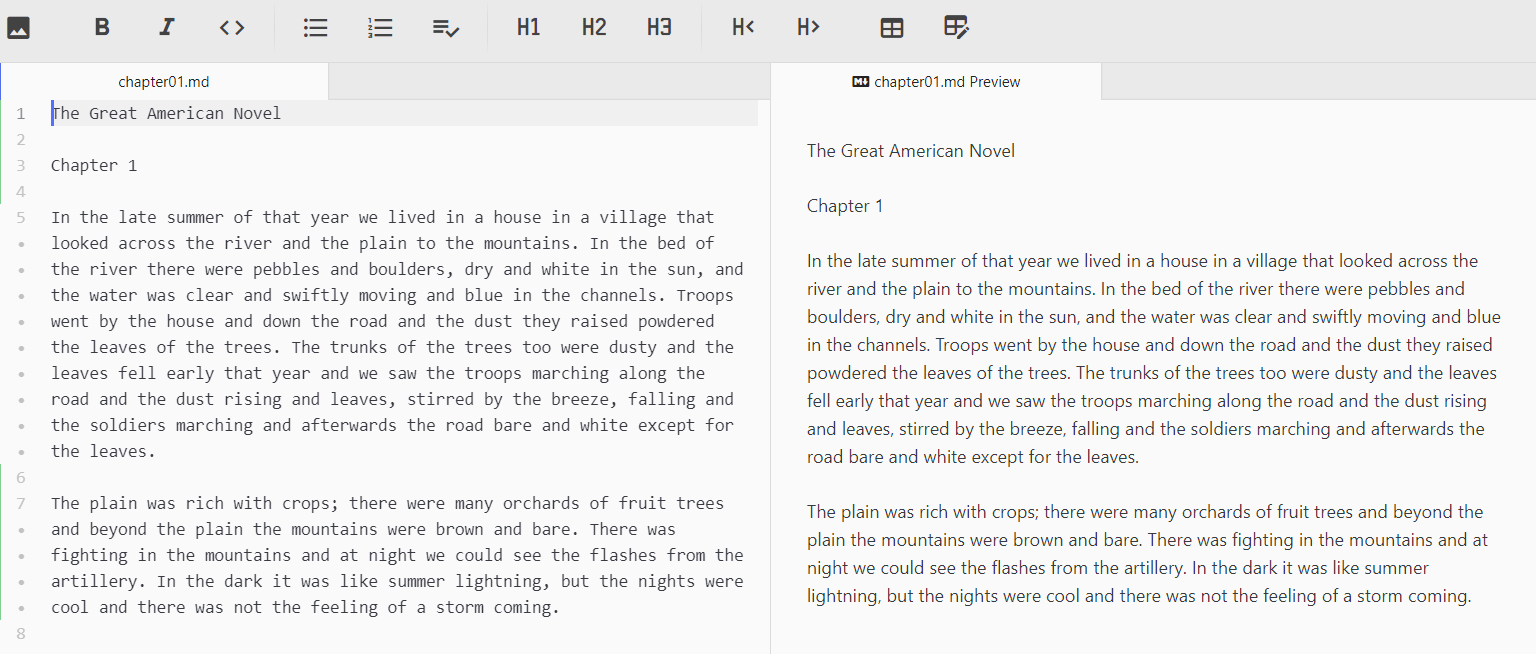 B I <> H1 H2 H3 H< H>
chapter01.md
1 The Great American Novel
2
3 Chapter 1
4
5 In the late summer of that year we lived in a house in a village that
looked across the river and the plain to the mountains. In the bed of
the river there were pebbles and boulders, dry and white in the sun, and
the water was clear and swiftly moving and blue in the channels. Troops
went by the house and down the road and the dust they raised powdered
the leaves of the trees. The trunks of the trees too were dusty and the
leaves fell early that year and we saw the troops marching along the
road and the dust rising and leaves, stirred by the breeze, falling and
the soldiers marching and afterwards the road bare and white except for
the leaves.
6
7 The plain was rich with crops; there were many orchards of fruit trees
and beyond the plain the mountains were brown and bare. There was
fighting in the mountains and at night we could see the flashes from the
artillery. In the dark it was like summer lightning, but the nights were
cool and there was not the feeling of a storm coming.
8
chapter01.md Preview
The Great American Novel
Chapter 1
In the late summer of that year we lived in a house in a village that looked across the
river and the plain to the mountains. In the bed of the river there were pebbles and
boulders, dry and white in the sun, and the water was clear and swiftly moving and blue
in the channels. Troops went by the house and down the road and the dust they raised
powdered the leaves of the trees. The trunks of the trees too were dusty and the leaves
fell early that year and we saw the troops marching along the road and the dust rising
and leaves, stirred by the breeze, falling and the soldiers marching and afterwards the
road bare and white except for the leaves.
The plain was rich with crops; there were many orchards of fruit trees and beyond the
plain the mountains were brown and bare. There was fighting in the mountains and at
night we could see the flashes from the artillery. In the dark it was like summer
lightning, but the nights were cool and there was not the feeling of a storm coming.